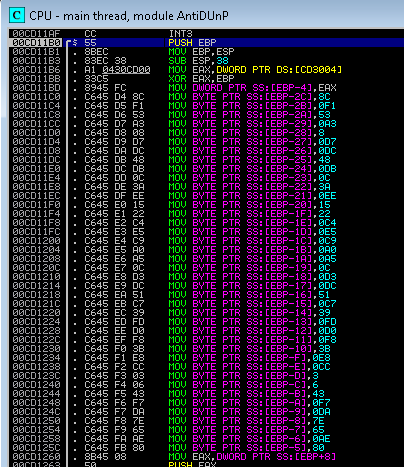 C CPU - main thread, module AntiDUnP
00CD11AF CC INT3
00CD11B0 $ 55 PUSH EBP
00CD11B1 . 8BEC MOV EBP,ESP
00CD11B3 . 83EC 38 SUB ESP,38
00CD11B6 . A1 0430CD00 MOV EAX,DWORD PTR DS:[CD3004]
00CD11BB . 33C5 XOR EAX,EBP
00CD11BD . 8945 FC MOV DWORD PTR SS:[EBP-4],EAX
00CD11C0 . C645 D4 8C MOV BYTE PTR SS:[EBP-2C],8C
00CD11C4 . C645 D5 F1 MOV BYTE PTR SS:[EBP-2B],0F1
00CD11C8 . C645 D6 53 MOV BYTE PTR SS:[EBP-2A],53
00CD11CC . C645 D7 A3 MOV BYTE PTR SS:[EBP-29],0A3
00CD11D0 . C645 D8 08 MOV BYTE PTR SS:[EBP-28],8
00CD11D4 . C645 D9 D7 MOV BYTE PTR SS:[EBP-27],0D7
00CD11D8 . C645 DA DC MOV BYTE PTR SS:[EBP-26],0DC
00CD11DC . C645 DB 48 MOV BYTE PTR SS:[EBP-25],48
00CD11E0 . C645 DC DB MOV BYTE PTR SS:[EBP-24],0DB
00CD11E4 . C645 DD 0C MOV BYTE PTR SS:[EBP-23],0C
00CD11E8 . C645 DE 3A MOV BYTE PTR SS:[EBP-22],3A
00CD11EC . C645 DF EE MOV BYTE PTR SS:[EBP-21],0EE
00CD11F0 . C645 E0 15 MOV BYTE PTR SS:[EBP-20],15
00CD11F4 . C645 E1 22 MOV BYTE PTR SS:[EBP-1F],22
00CD11F8 . C645 E2 C4 MOV BYTE PTR SS:[EBP-1E],0C4
00CD11FC . C645 E3 E5 MOV BYTE PTR SS:[EBP-1D],0E5
00CD1200 . C645 E4 C9 MOV BYTE PTR SS:[EBP-1C],0C9
00CD1204 . C645 E5 A0 MOV BYTE PTR SS:[EBP-1B],0A0
00CD1208 . C645 E6 A5 MOV BYTE PTR SS:[EBP-1A],0A5
00CD120C . C645 E7 0C MOV BYTE PTR SS:[EBP-19],0C
00CD1210 . C645 E8 D3 MOV BYTE PTR SS:[EBP-18],0D3
00CD1214 . C645 E9 DC MOV BYTE PTR SS:[EBP-17],0DC
00CD1218 . C645 EA 51 MOV BYTE PTR SS:[EBP-16],51
00CD121C . C645 EB C7 MOV BYTE PTR SS:[EBP-15],0C7
00CD1220 . C645 EC 39 MOV BYTE PTR SS:[EBP-14],39
00CD1224 . C645 ED FD MOV BYTE PTR SS:[EBP-13],0FD
00CD1228 . C645 EE D0 MOV BYTE PTR SS:[EBP-12],0D0
00CD122C . C645 EF F8 MOV BYTE PTR SS:[EBP-11],0F8
00CD1230 . C645 F0 3B MOV BYTE PTR SS:[EBP-10],3B
00CD1234 . C645 F1 E8 MOV BYTE PTR SS:[EBP-F],0E8
00CD1238 . C645 F2 CC MOV BYTE PTR SS:[EBP-E],0CC
00CD123C . C645 F3 03 MOV BYTE PTR SS:[EBP-D],3
00CD1240 . C645 F4 06 MOV BYTE PTR SS:[EBP-C],6
00CD1244 . C645 F5 43 MOV BYTE PTR SS:[EBP-B],43
00CD1248 . C645 F6 F7 MOV BYTE PTR SS:[EBP-A],0F7
00CD124C . C645 F7 DA MOV BYTE PTR SS:[EBP-9],0DA
00CD1250 . C645 F8 7E MOV BYTE PTR SS:[EBP-8],7E
00CD1254 . C645 F9 65 MOV BYTE PTR SS:[EBP-7],65
00CD1258 . C645 FA AE MOV BYTE PTR SS:[EBP-6],0AE
00CD125C . C645 FB 80 MOV BYTE PTR SS:[EBP-5],80
00CD1260 . 8B45 08 MOV EAX,DWORD PTR SS:[EBP+8]
00CD1263 . 50 PUSH EAX